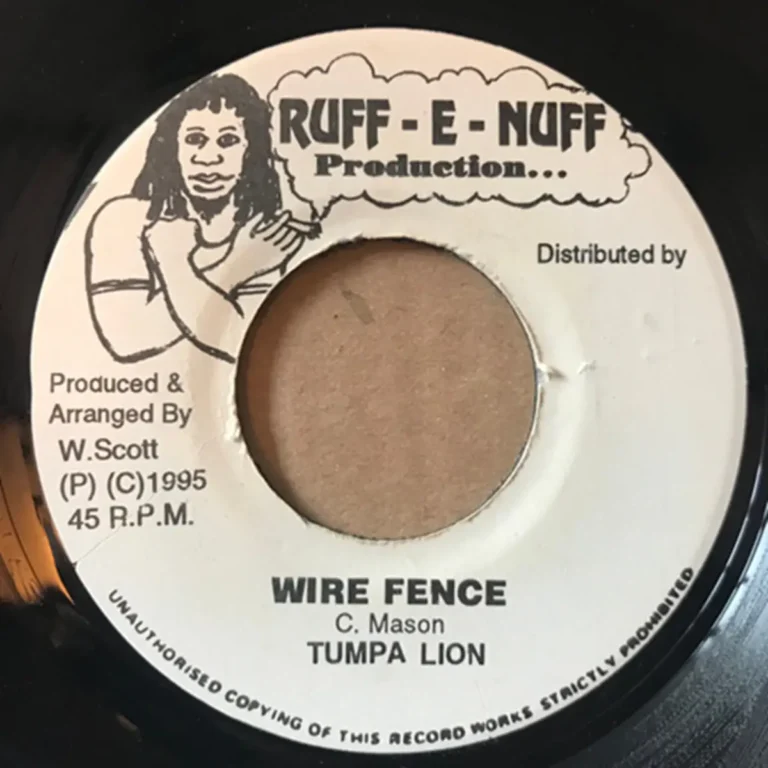 RUFF - E - NUFF
Production...
Distributed by
Produced &
Arranged By
W.Scott
(P) (C)1995
45 R.P.M.
WIRE FENCE
C. Mason
TUMPA LION
UNAUTHORISED COPYING OF THIS RECORD WORKS STRICTLY PROHIBITED